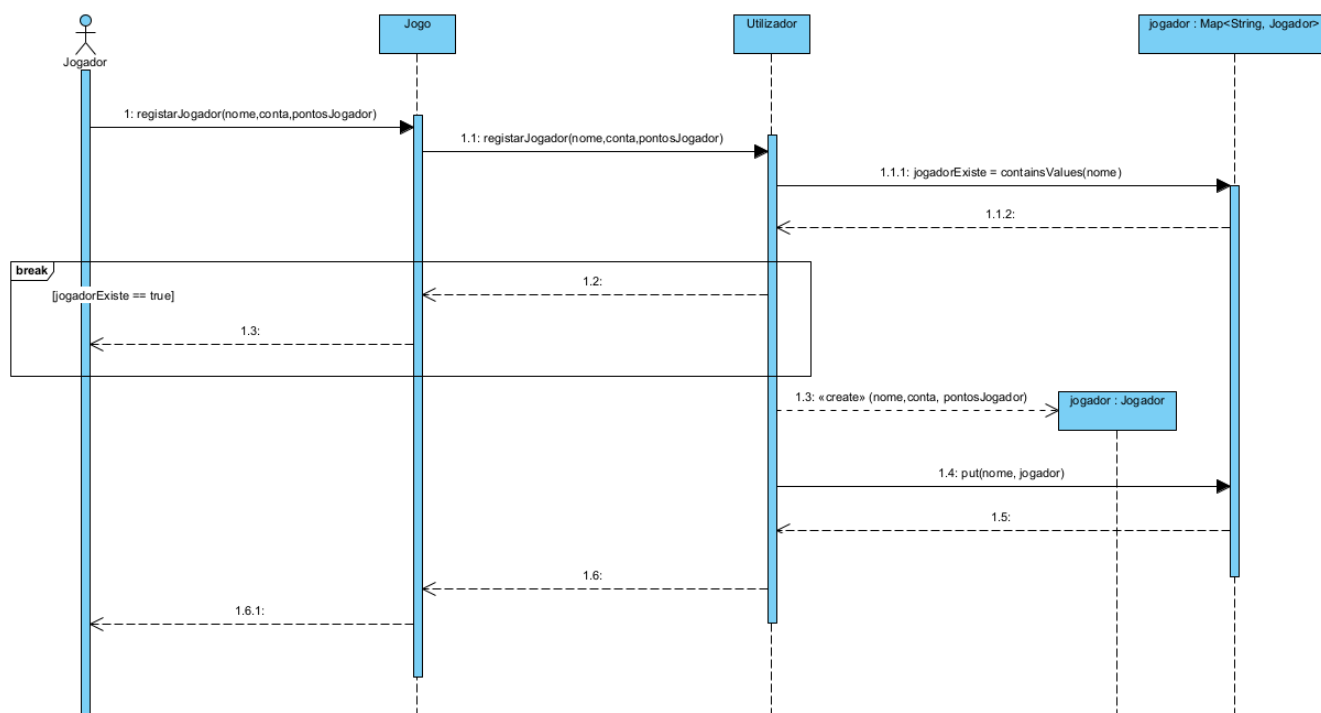 Jogador
Jogo
Utilizador
jogador : Map<String, Jogador>
1: registarJogador(nome,conta,pontosJogador)
1.1: registarJogador(nome,conta,pontosJogador)
1.1.1: jogadorExiste = containsValues(nome)
1.1.2:
break
[jogadorExiste == true]
1.2:
1.3:
1.3: «create» (nome,conta, pontosJogador)
jogador : Jogador
1.4: put(nome, jogador)
1.5:
1.6:
1.6.1: